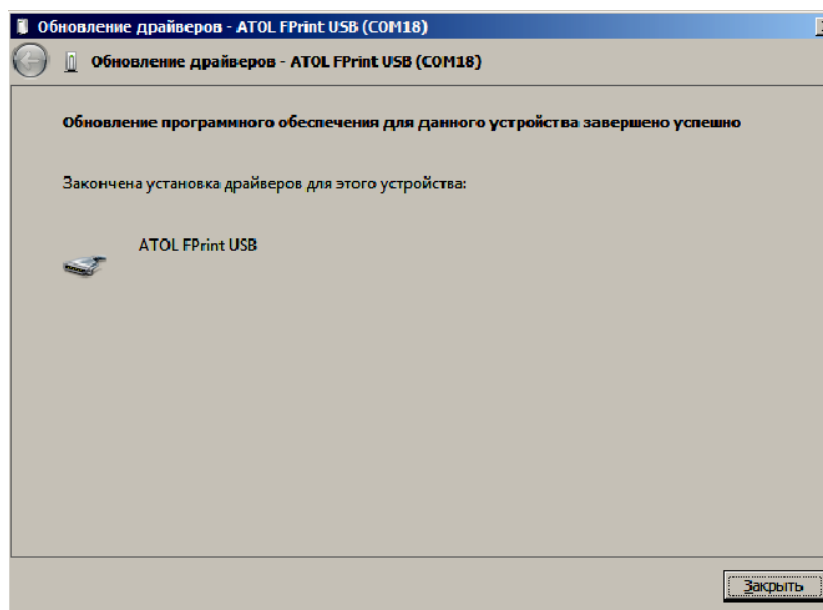 Обновление драйверов - ATOL FPrint USB (COM18)
Обновление драйверов - ATOL FPrint USB (COM18)
Обновление программного обеспечения для данного устройства завершено успешно
Закончена установка драйверов для этого устройства:
ATOL FPrint USB
Закрыть